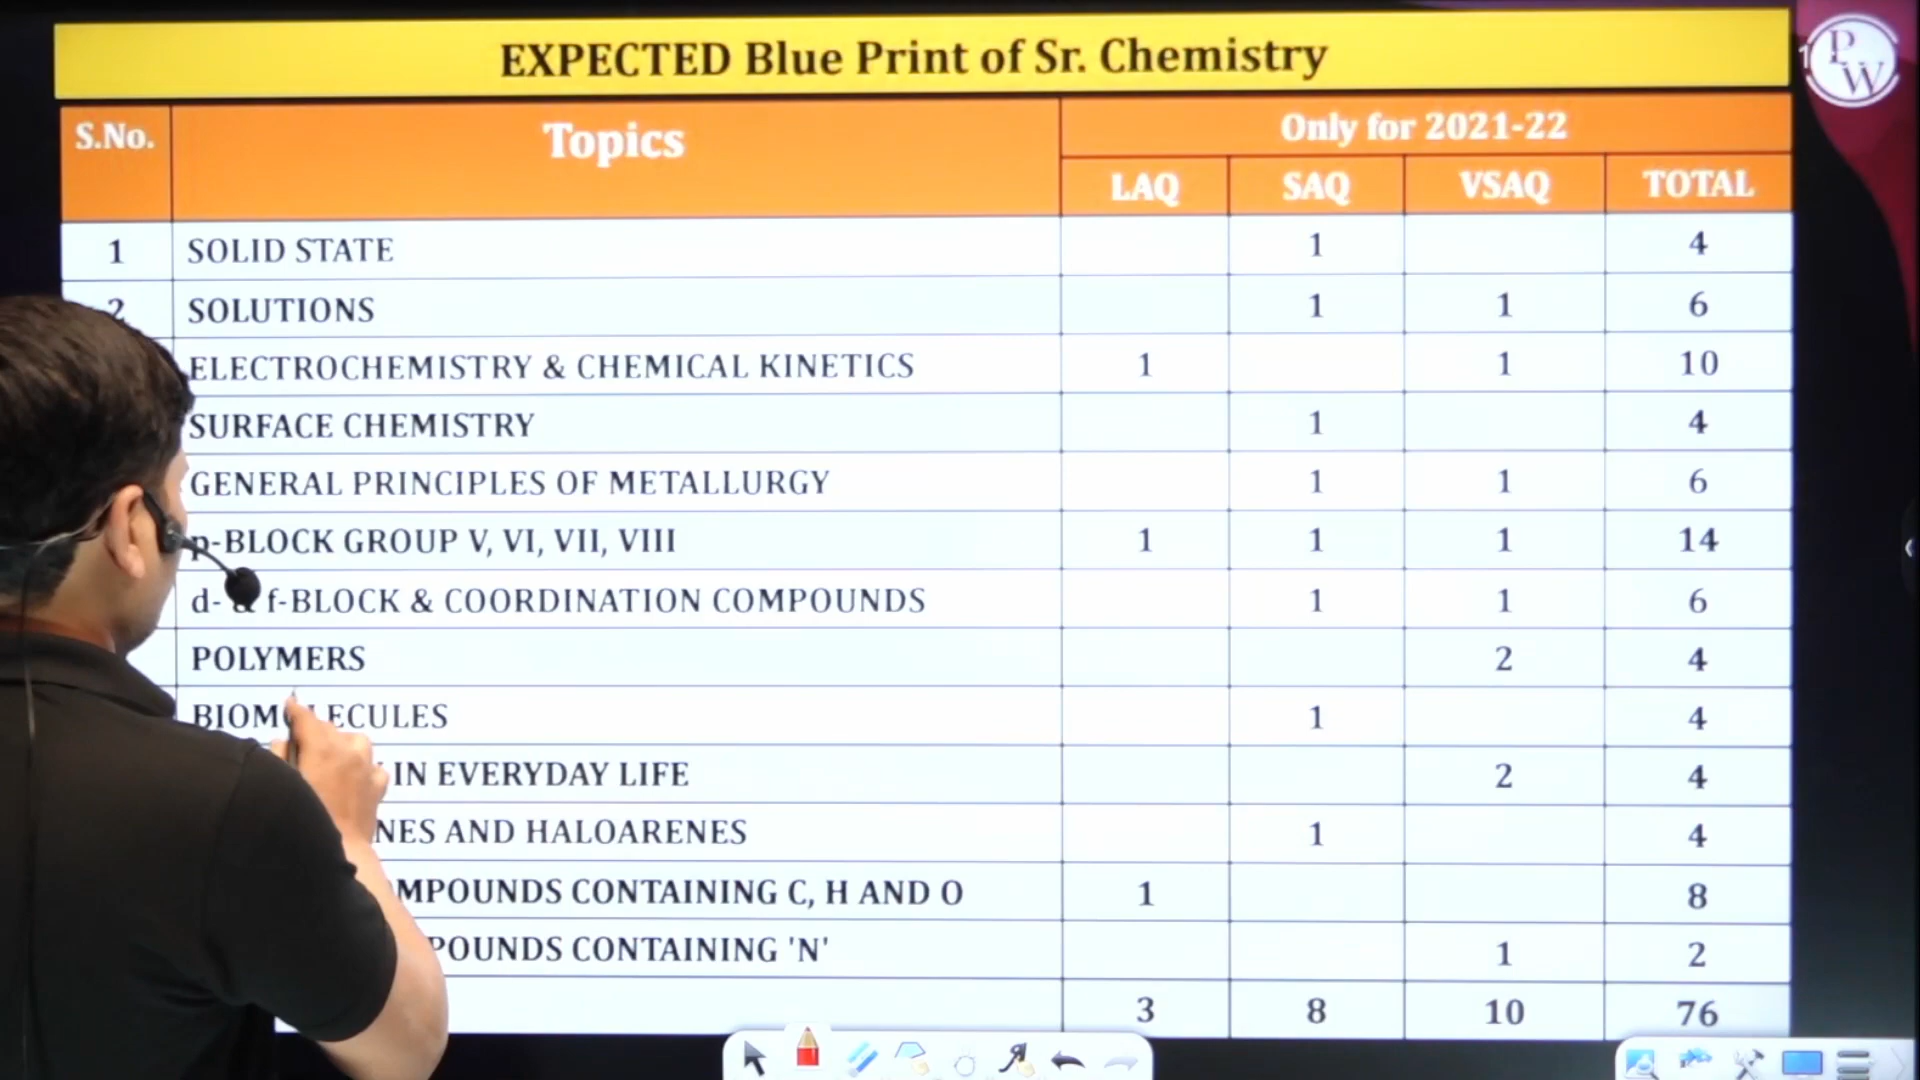 EXPECTED Blue Print of Sr. Chemistry
PW
S.No. Topics Only for 2021-22
LAQ SAQ VSAQ TOTAL
1 SOLID STATE 1 4
2 SOLUTIONS 1 1 6
ELECTROCHEMISTRY & CHEMICAL KINETICS 1 1 10
SURFACE CHEMISTRY 1 4
GENERAL PRINCIPLES OF METALLURGY 1 1 6
p-BLOCK GROUP V, VI, VII, VIII 1 1 1 14
d- & f-BLOCK & COORDINATION COMPOUNDS 1 1 6
POLYMERS 2 4
BIOMOLECULES 1 4
IN EVERYDAY LIFE 2 4
AND HALOARENES 1 4
CONTAINING C, H AND O 1 8
CONTAINING 'N' 1 2
3 8 10 76